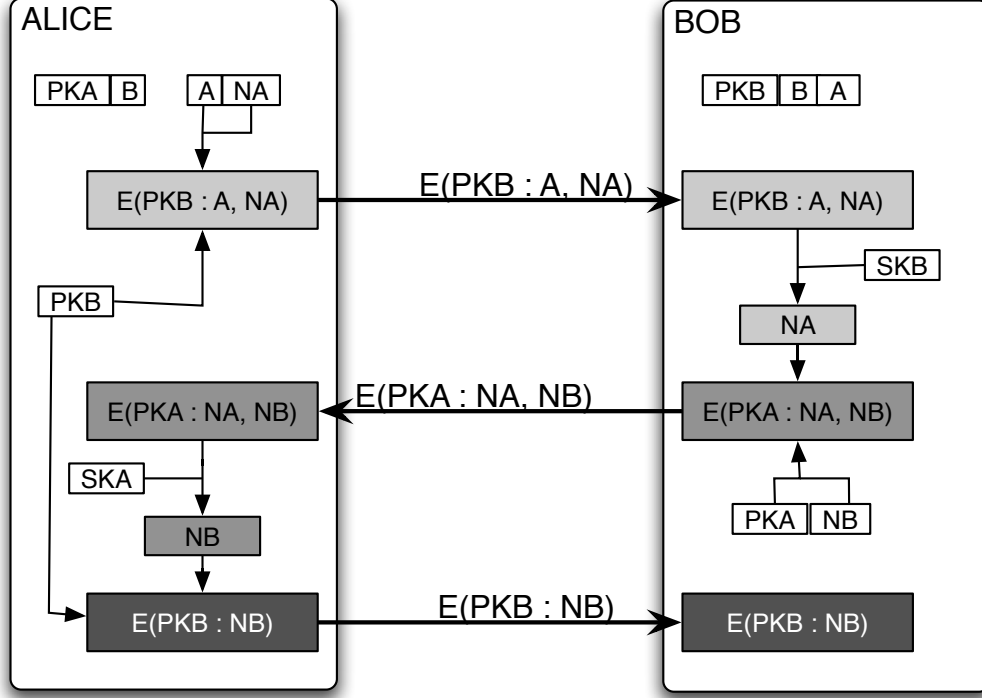 ALICE
PKA B
A NA
E(PKB : A, NA)
PKB
E(PKA : NA, NB)
SKA
NB
E(PKB : NB)
E(PKB : A, NA)
E(PKA : NA, NB)
E(PKB : NB)
BOB
PKB B A
E(PKB : A, NA)
SKB
NA
E(PKA : NA, NB)
PKA NB
E(PKB : NB)